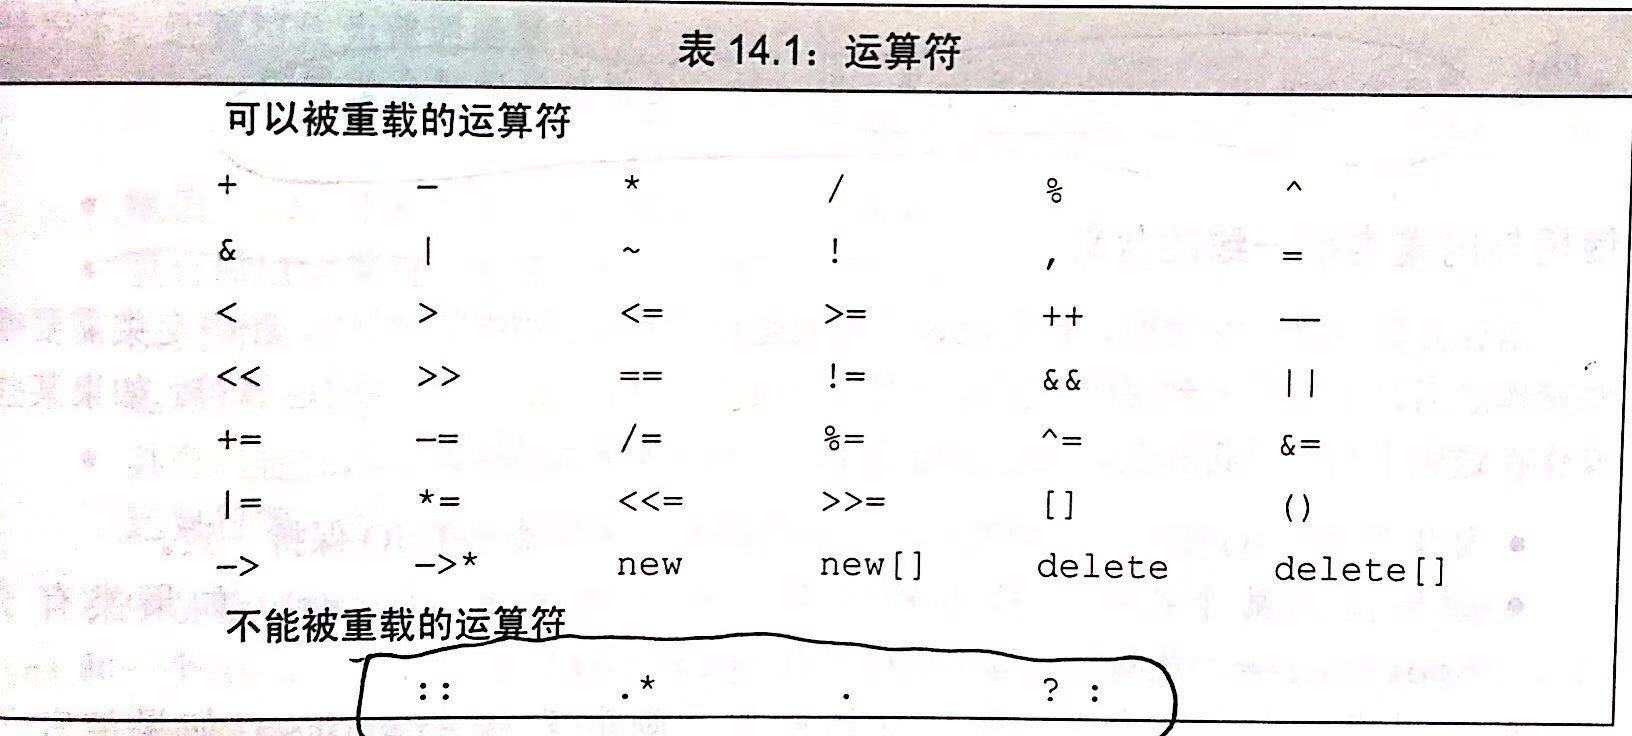 表 14.1：运算符
可以被重载的运算符
+ – * / % ^
& | ~ ! , =
< > <= >= ++ ––
<< >> == != && ||
+= –= /= %= ^= &=
|= *= <<= >>= [] ()
–> –>* new new[] delete delete[]
不能被重载的运算符
:: .* . ? :